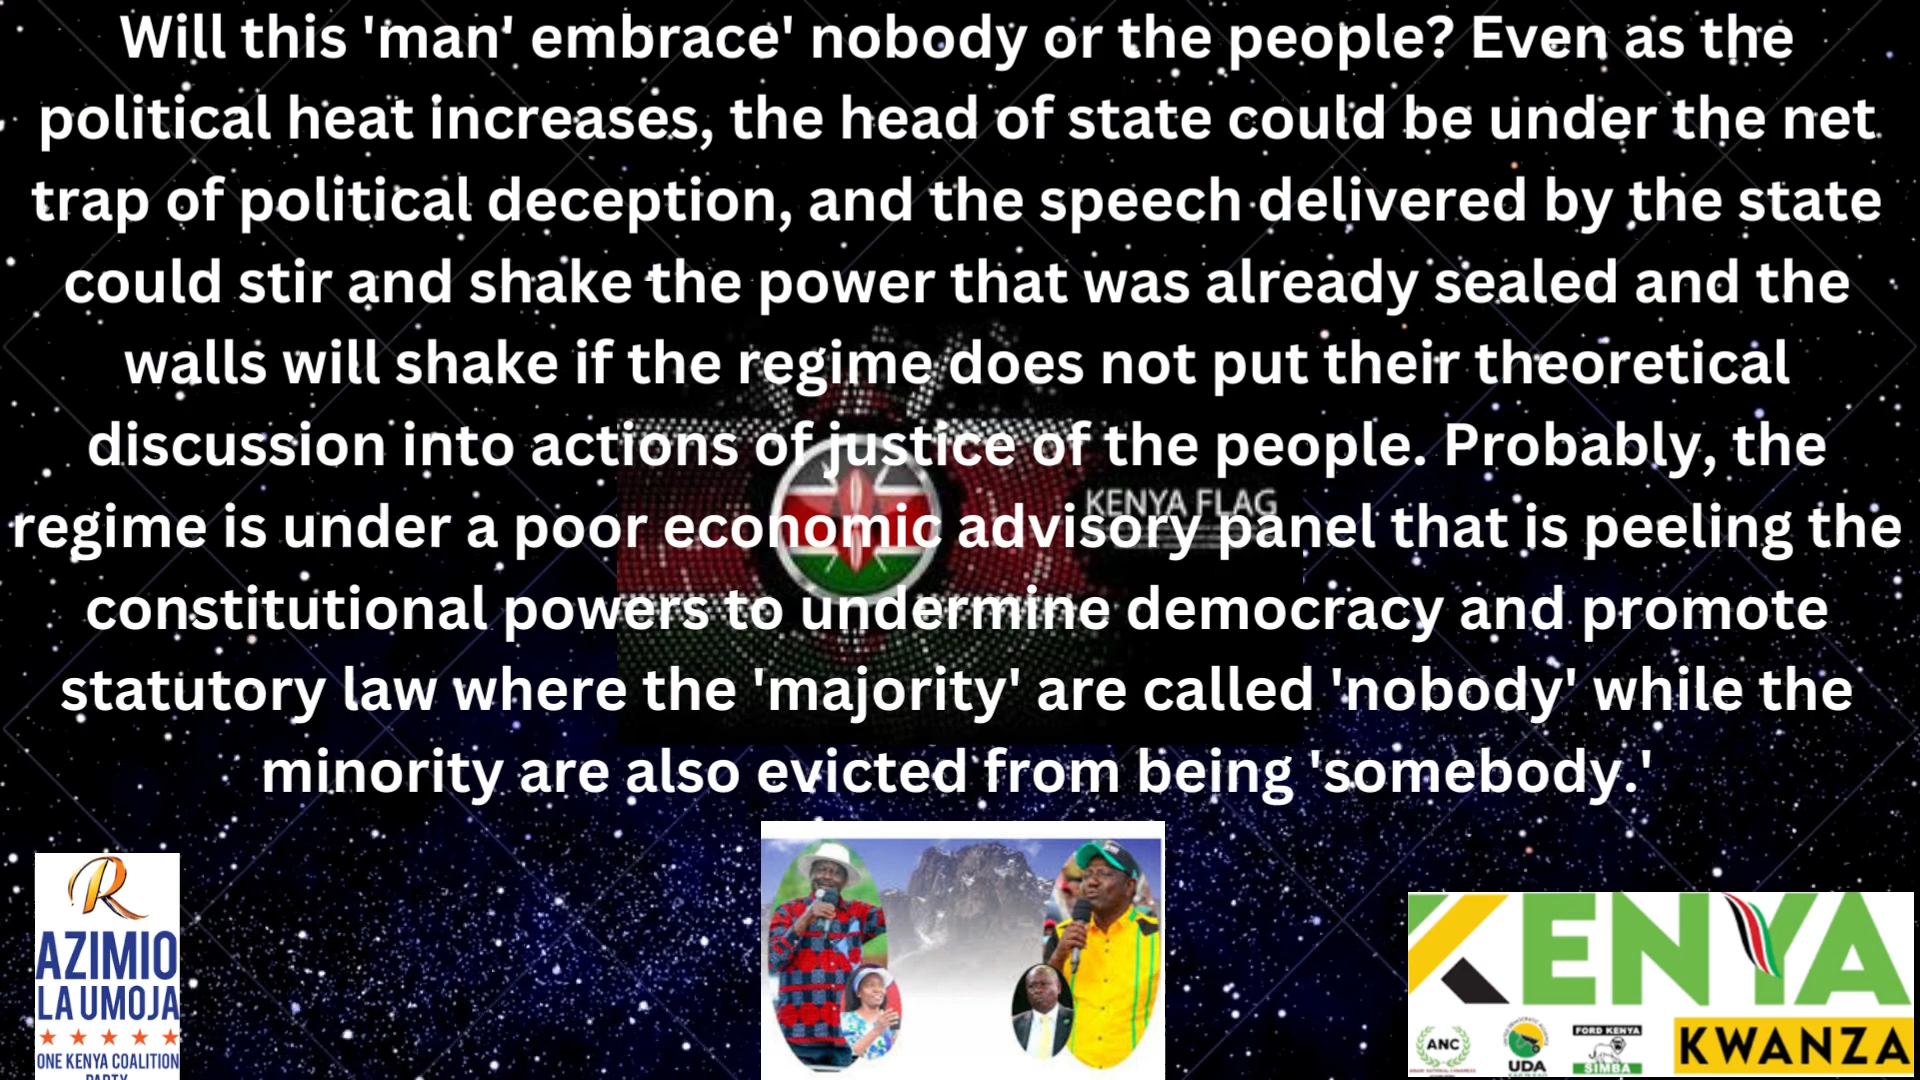 Will this 'man' embrace' nobody or the people? Even as the
political heat increases, the head of state could be under the net
trap of political deception, and the speech delivered by the state
could stir and shake the power that was already sealed and the
walls will shake if the regime does not put their theoretical
discussion into actions of justice of the people. Probably, the
KENYA FLAG
regime is under a poor economic advisory panel that is peeling the
constitutional powers to undermine democracy and promote
statutory law where the 'majority' are called 'nobody' while the
minority are also evicted from being 'somebody.'
R
AZIMIO
LA UMOJA
ONE KENYA COALITION
PARTY
KENYA
ANC
UDA
FORD KENYA
SIMBA
KWANZA